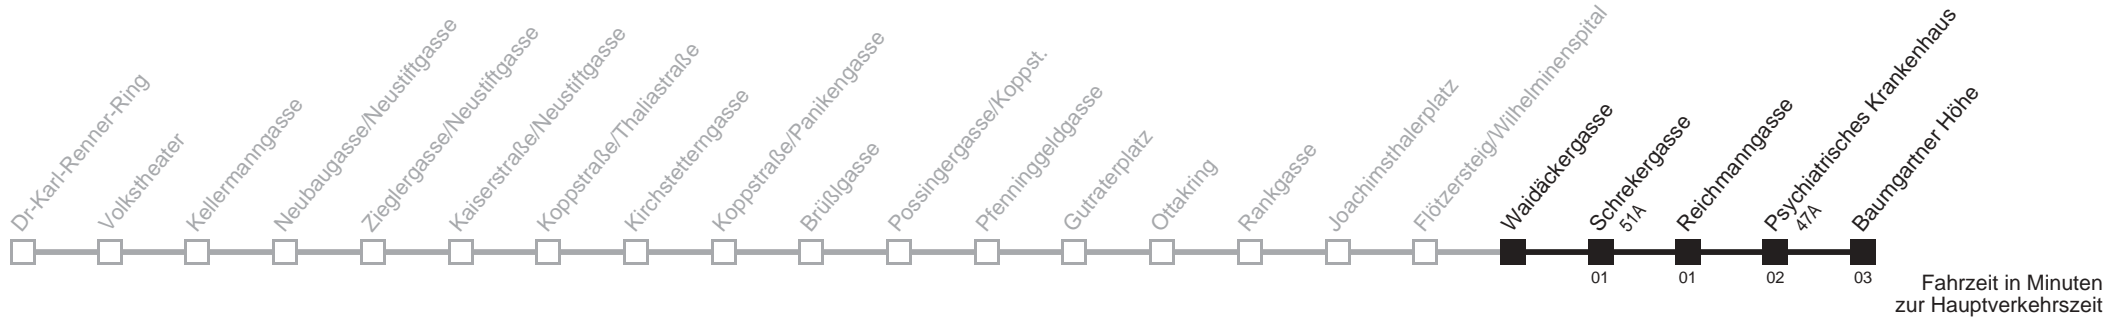 Dr-Karl-Renner-Ring
Volkstheater
Kellermanngasse
Neubaugasse/Neustiftgasse
Zieglergasse/Neustiftgasse
Kaiserstraße/Neustiftgasse
Koppstraße/Thaliastraße
Kirchstetterngasse
Koppstraße/Panikengasse
Brüßlgasse
Possingergasse/Koppst.
Pfenninggeldgasse
Gutraterplatz
Ottakring
Rankgasse
Joachimsthalerplatz
Flötzersteig/Wilhelminenspital
Waidäckergasse
Schrekergasse
51A
Reichmanngasse
Psychiatrisches Krankenhaus
47A
Baumgartner Höhe
01
01
02
03
Fahrzeit in Minuten
zur Hauptverkehrszeit